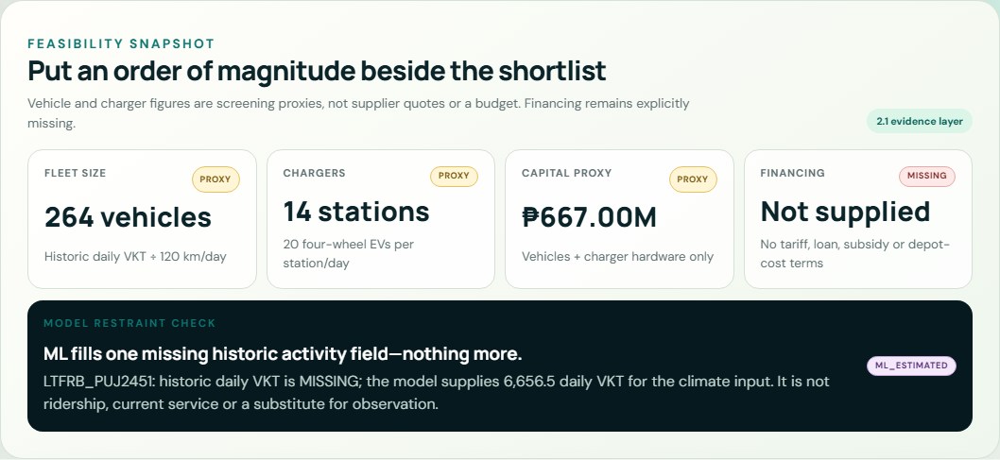 FEASIBILITY SNAPSHOT
Put an order of magnitude beside the shortlist
Vehicle and charger figures are screening proxies, not supplier quotes or a budget. Financing remains explicitly
missing.
2.1 evidence layer
FLEET SIZE
PROXY
264 vehicles
Historic daily VKT ÷ 120 km/day
CHARGERS
PROXY
14 stations
20 four-wheel EVs per
station/day
CAPITAL PROXY
PROXY
₱667.00M
Vehicles + charger hardware only
FINANCING
MISSING
Not supplied
No tariff, loan, subsidy or depot-
cost terms
MODEL RESTRAINT CHECK
ML fills one missing historic activity field—nothing more.
LTFRB_PUJ2451: historic daily VKT is MISSING; the model supplies 6,656.5 daily VKT for the climate input. It is not
ridership, current service or a substitute for observation.
ML_ESTIMATED